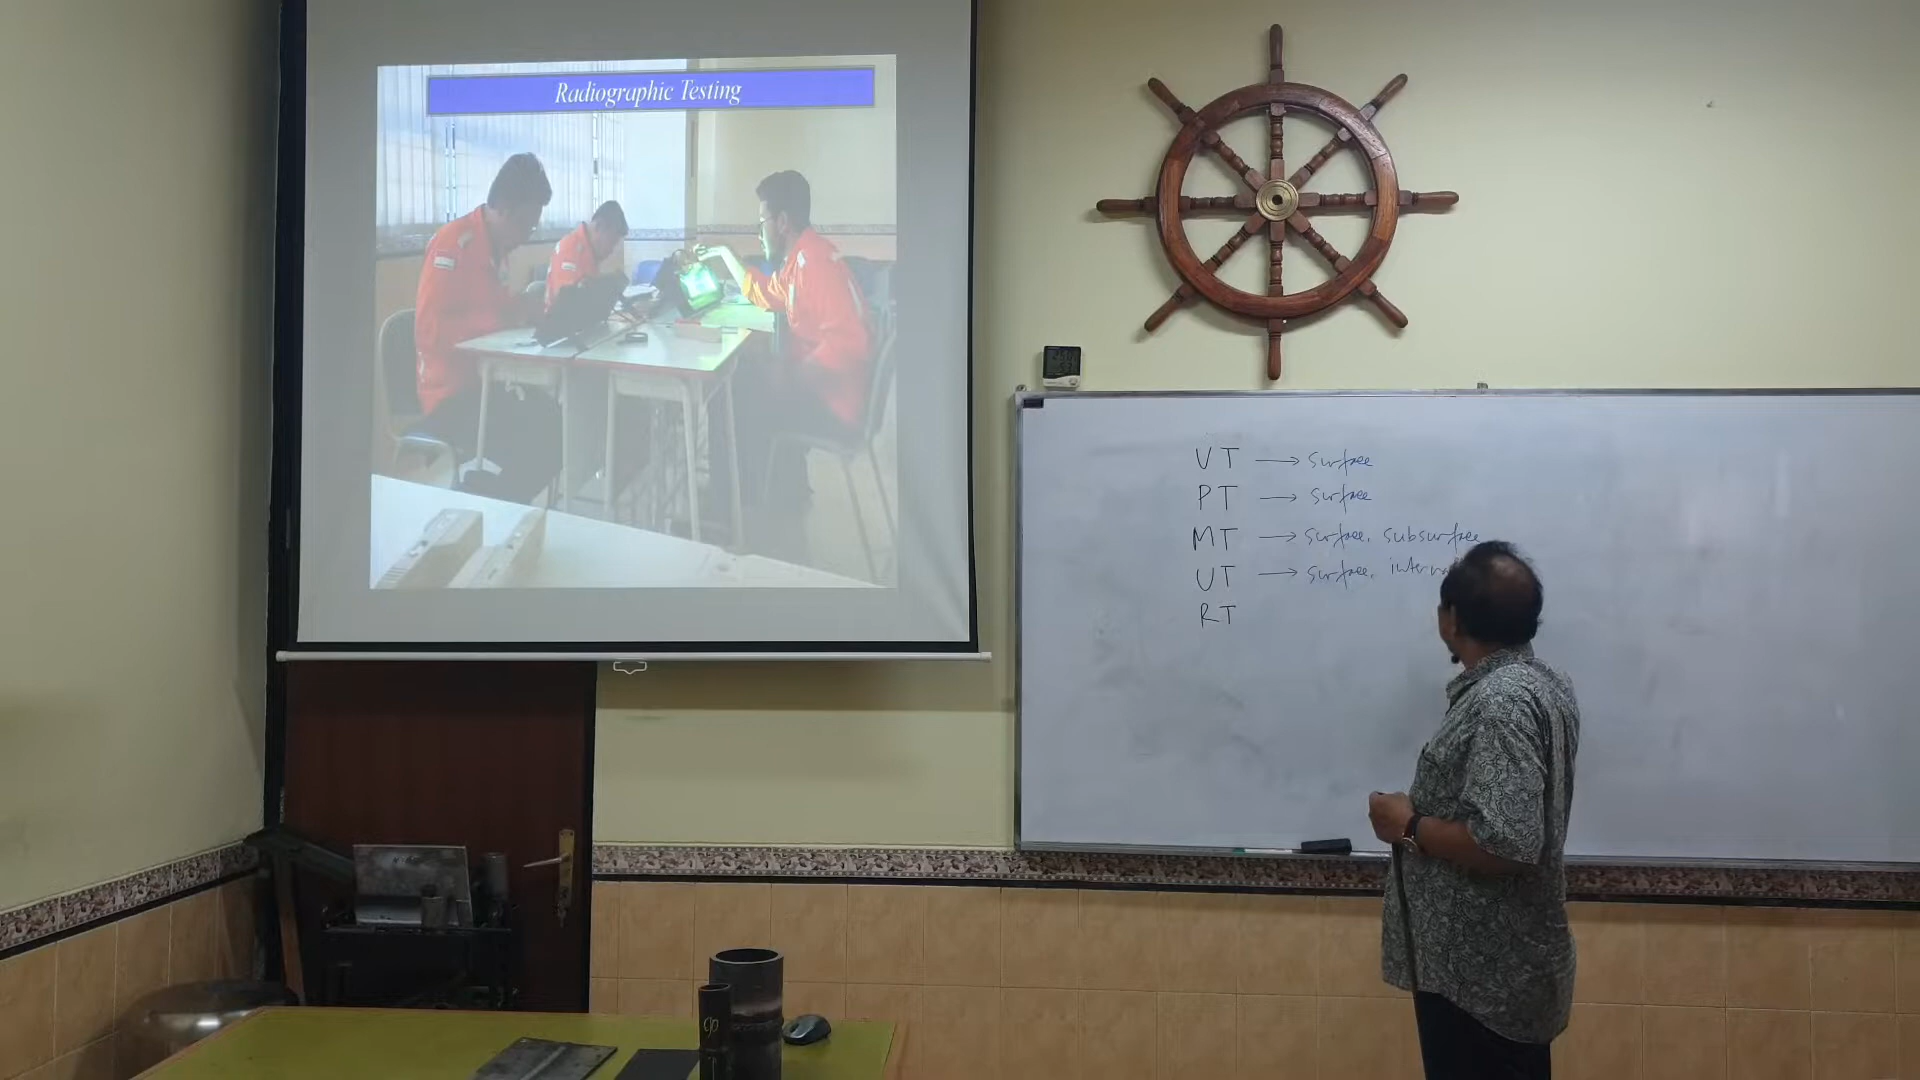 Radiographic Testing
VT → surface
PT → surface
MT → surface, subsurface
UT → surface,
RT